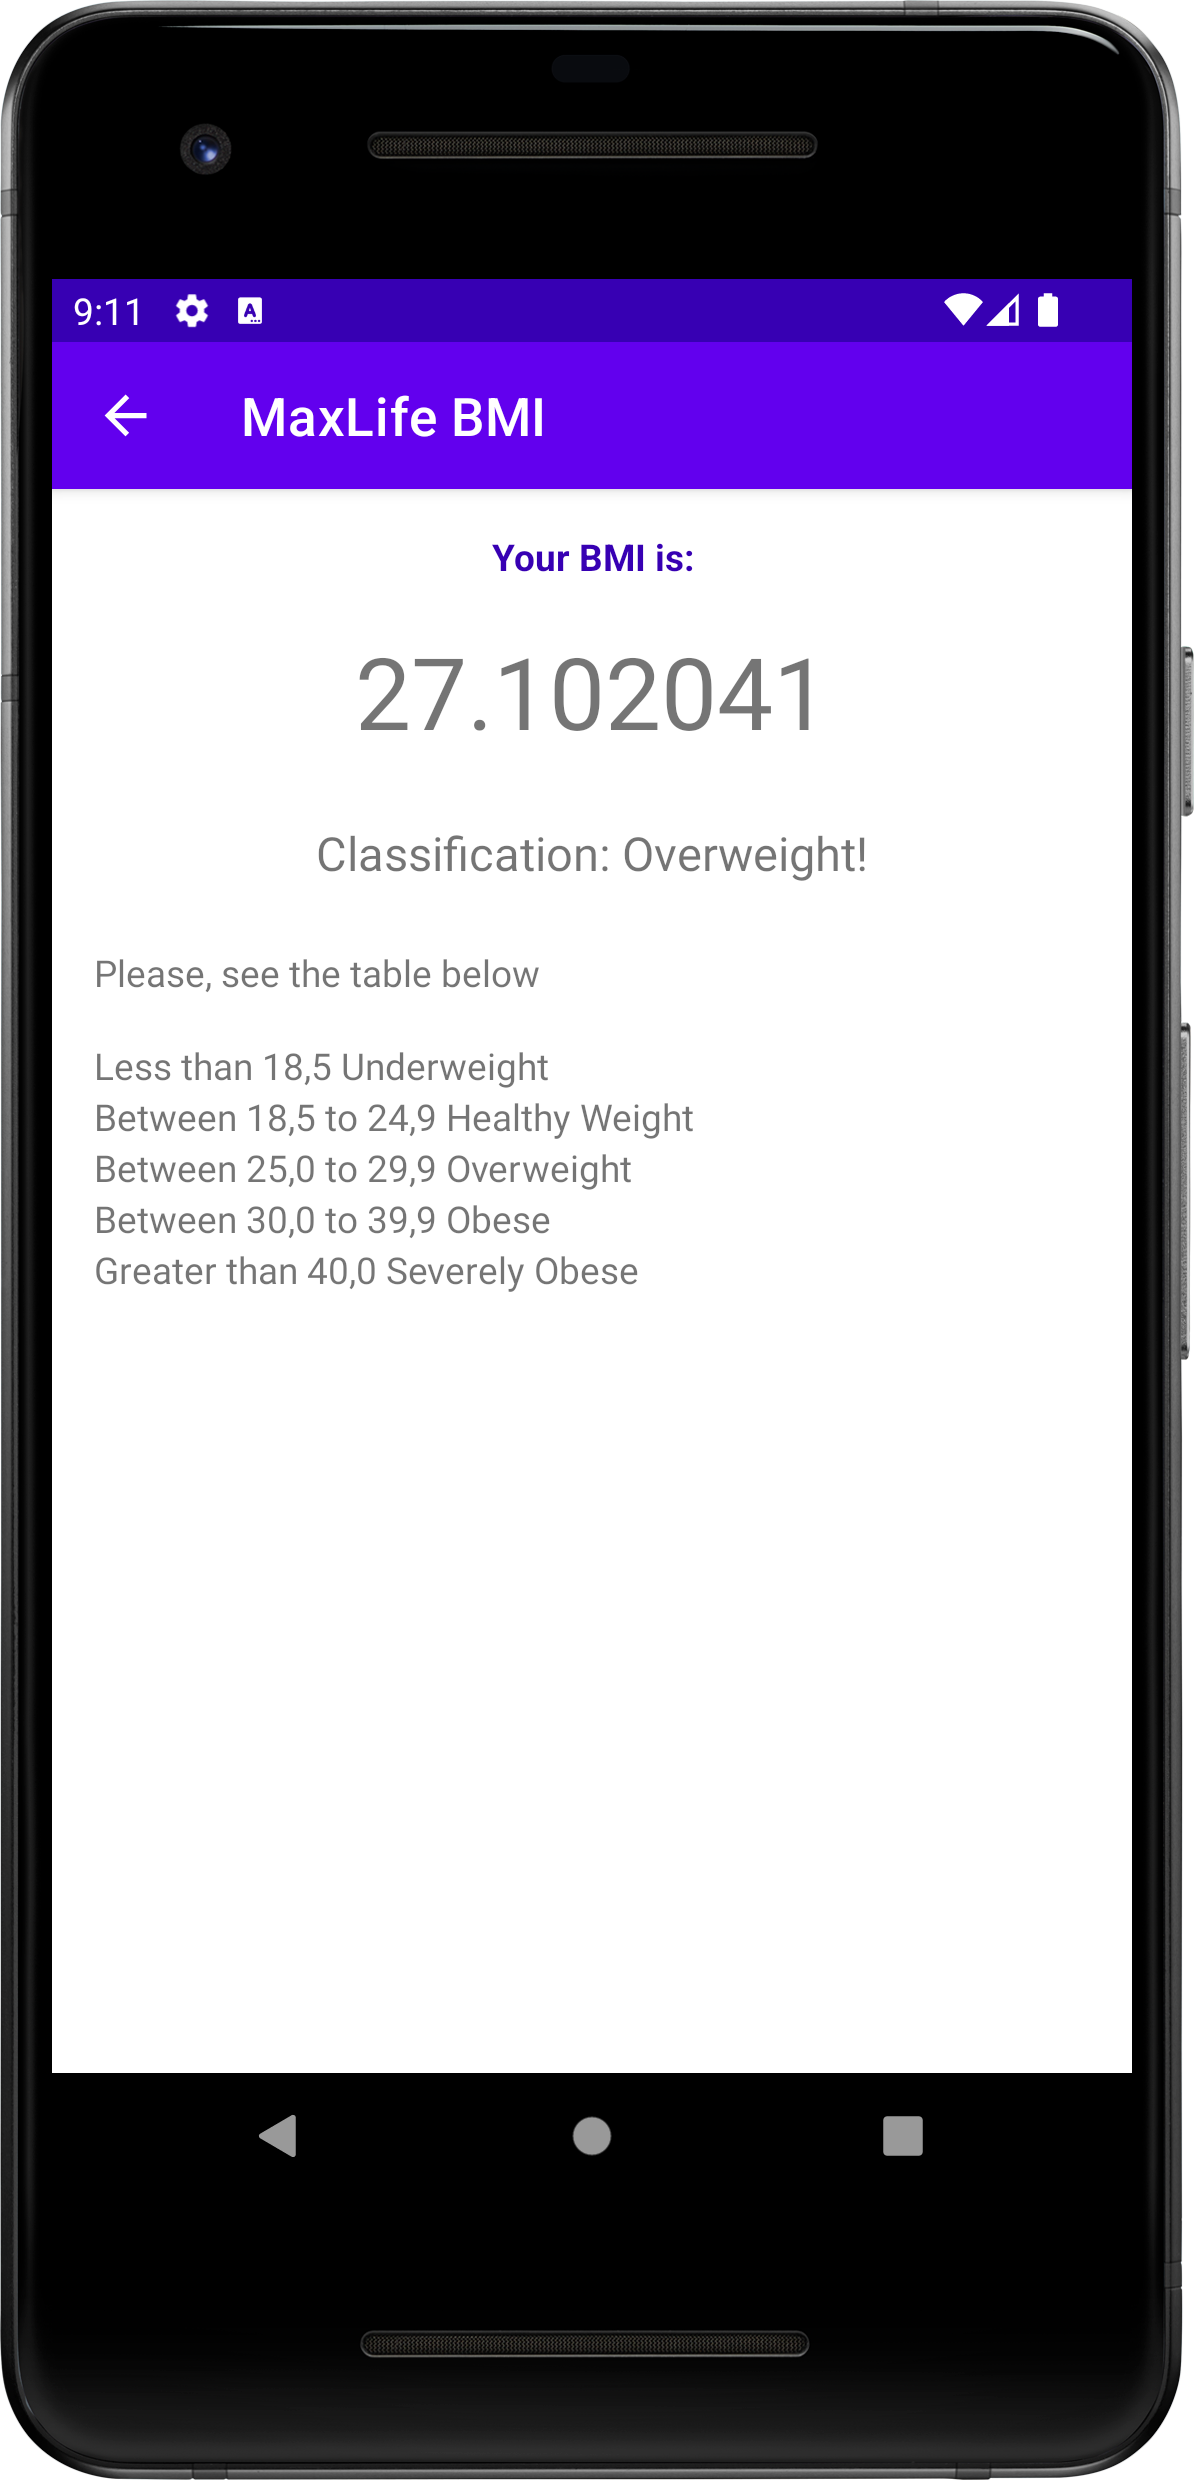 9:11
MaxLife BMI
Your BMI is:
27.102041
Classification: Overweight!
Please, see the table below
Less than 18,5 Underweight
Between 18,5 to 24,9 Healthy Weight
Between 25,0 to 29,9 Overweight
Between 30,0 to 39,9 Obese
Greater than 40,0 Severely Obese